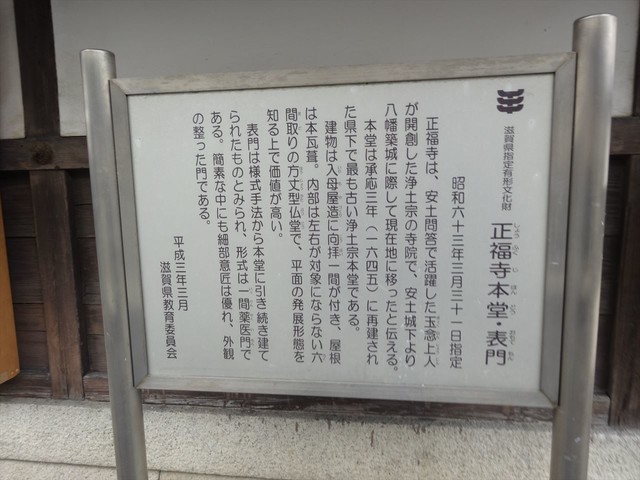 滋賀県指定有形文化財
正福寺本堂・表門
昭和六十三年三月三十一日指定
正福寺は、安土問答で活躍した玉念上人
が開創した浄土宗の寺院で、安土城下より
八幡築城に際して現在地に移ったと伝える。
本堂は承応三年（一六四五）に再建され
た県下で最も古い浄土宗本堂である。
建物は入母屋造に向拝一間が付き、屋根
は本瓦葺。内部は左右が対象にならない六
間取りの方丈型仏堂で、平面の発展形態を
知る上で価値が高い。
表門は様式手法から本堂に引き続き建て
られたものとみられ、形式は一間薬医門で
ある。簡素な中にも細部意匠は優れ、外観
の整った門である。
平成三年三月
滋賀県教育委員会